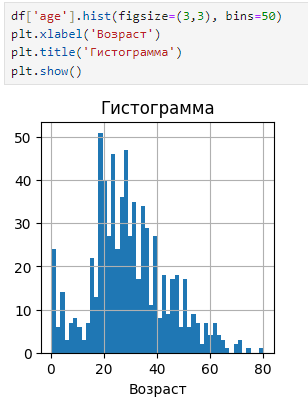 df['age'].hist(figsize=(3,3), bins=50)
plt.xlabel('Возраст')
plt.title('Гистограмма')
plt.show()
Гистограмма
50
40
30
20
10
0
0 20 40 60 80
Возраст